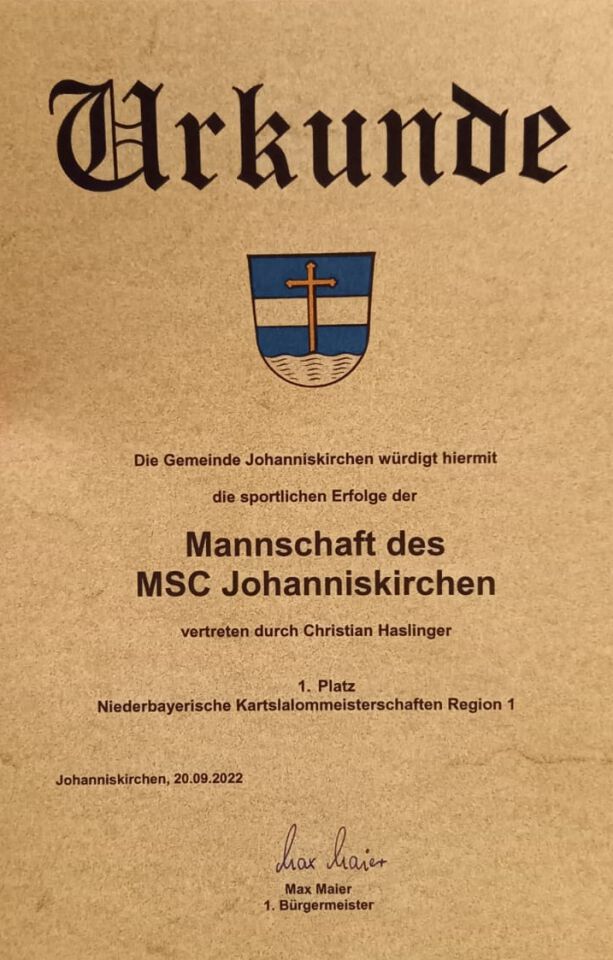 Urkunde
Die Gemeinde Johanniskirchen würdigt hiermit
die sportlichen Erfolge der
Mannschaft des
MSC Johanniskirchen
vertreten durch Christian Haslinger
1. Platz
Niederbayerische Kartslalommeisterschaften Region 1
Johanniskirchen, 20.09.2022
Max Maier
Max Maier
1. Bürgermeister